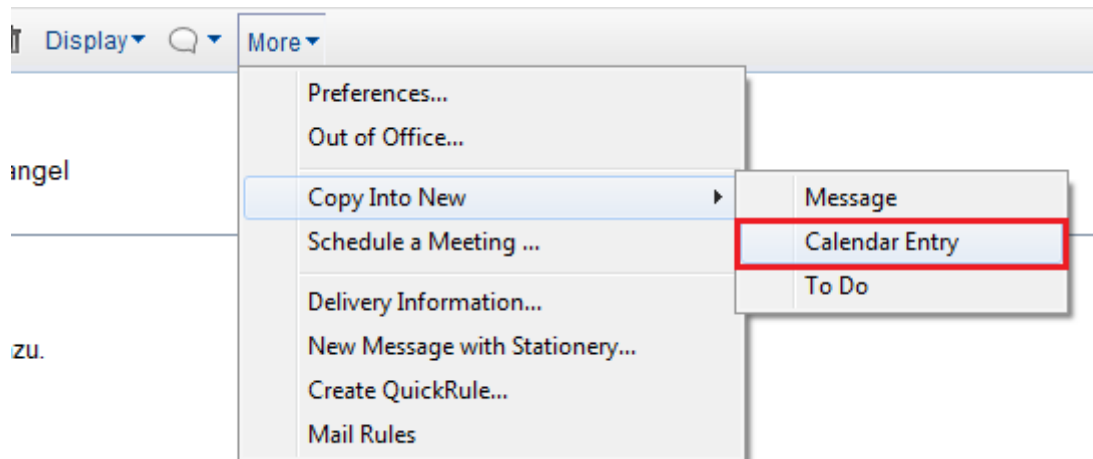 Display More
Preferences...
Out of Office...
angel
Copy Into New
Message
Schedule a Meeting ...
Calendar Entry
To Do
Delivery Information...
zu.
New Message with Stationery...
Create QuickRule...
Mail Rules